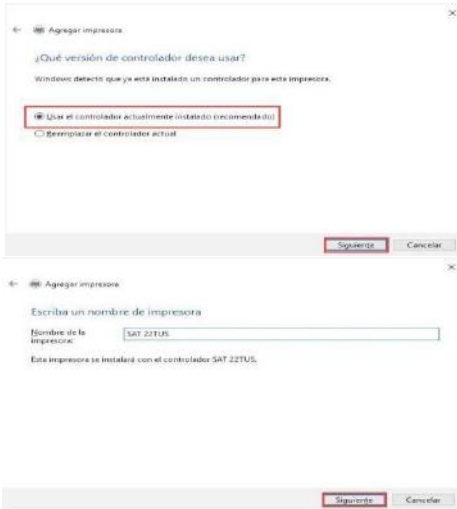 Agregar impresora
¿Qué versión de controlador desea usar?
Windows detectó que ya está instalado un controlador para esta impresora.
Usar el controlador actualmente instalado (recomendado)
Reemplazar el controlador actual
Siguiente Cancelar
Agregar impresora
Escriba un nombre de impresora
Nombre de la impresora:
SAT 22TUS
Esta impresora se instalará con el controlador SAT 22TUS.
Siguiente Cancelar